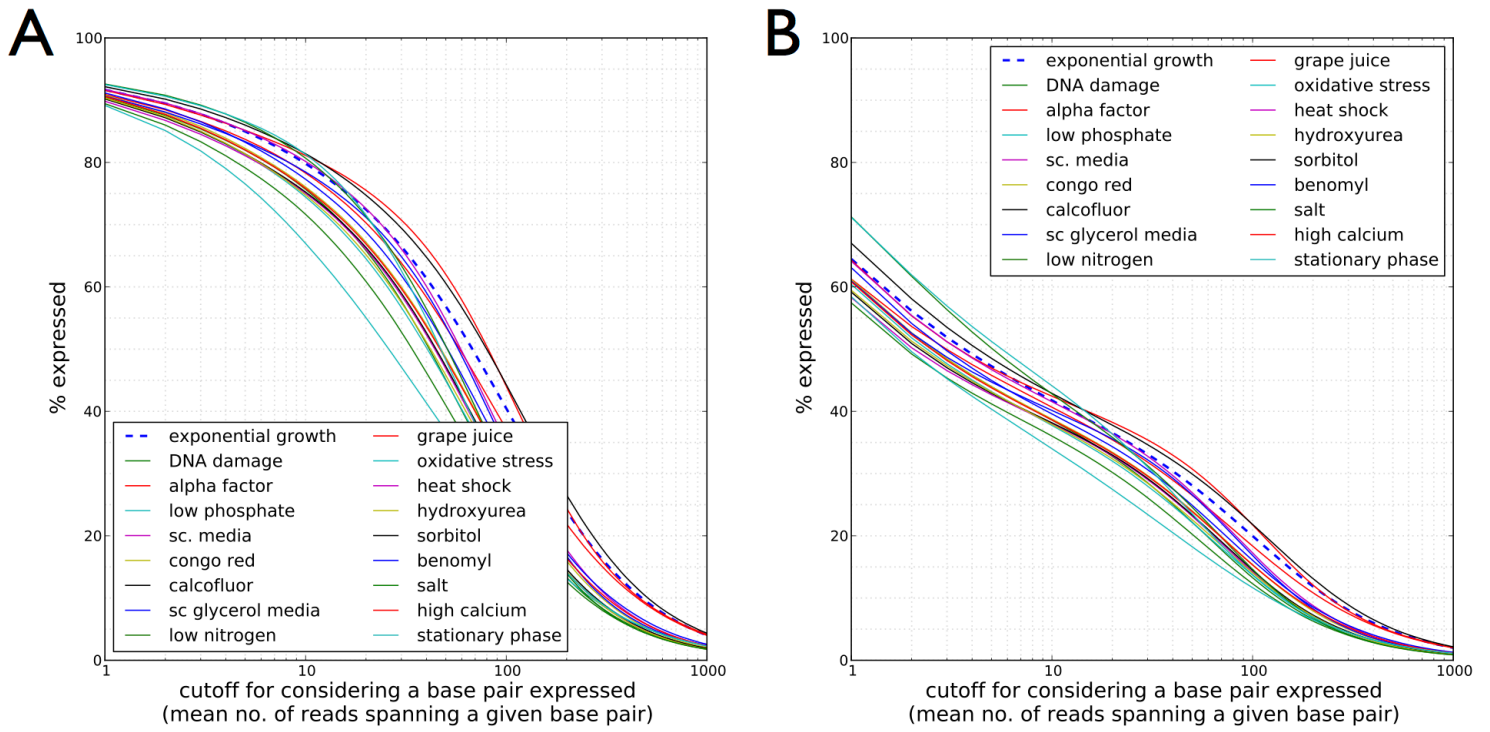 A
100
80
60
40
20
0
% expressed
exponential growth
DNA damage
alpha factor
low phosphate
sc. media
congo red
calcofluor
sc glycerol media
low nitrogen
grape juice
oxidative stress
heat shock
hydroxyurea
sorbitol
benomyl
salt
high calcium
stationary phase
1 10 100 1000
cutoff for considering a base pair expressed
(mean no. of reads spanning a given base pair)
B
100
80
60
40
20
0
% expressed
exponential growth
DNA damage
alpha factor
low phosphate
sc. media
congo red
calcofluor
sc glycerol media
low nitrogen
grape juice
oxidative stress
heat shock
hydroxyurea
sorbitol
benomyl
salt
high calcium
stationary phase
1 10 100 1000
cutoff for considering a base pair expressed
(mean no. of reads spanning a given base pair)